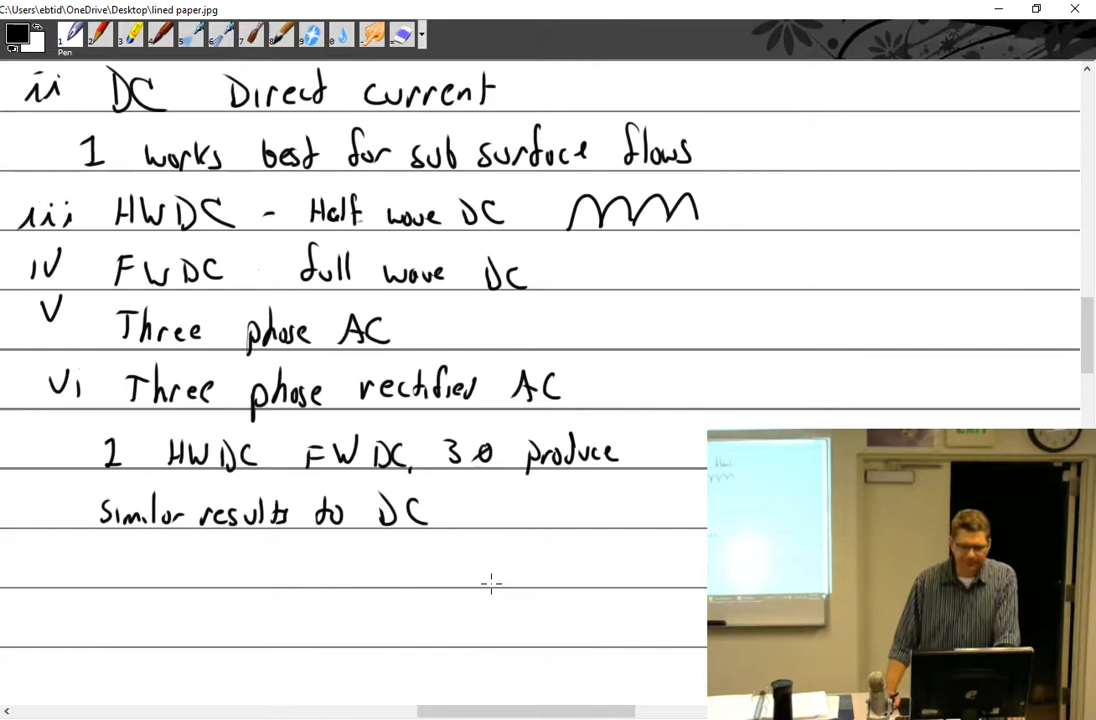 C:\Users\ebtid\OneDrive\Desktop\lined paper.jpg
Pen
ii DC Direct current
1 works best for sub surface flows
iii HWDC - Half wave DC
iv FWDC full wave DC
V Three phase AC
Vi Three phase rectified AC
1 HWDC FWDC, 3 ø produce
similar results to DC
EXIT